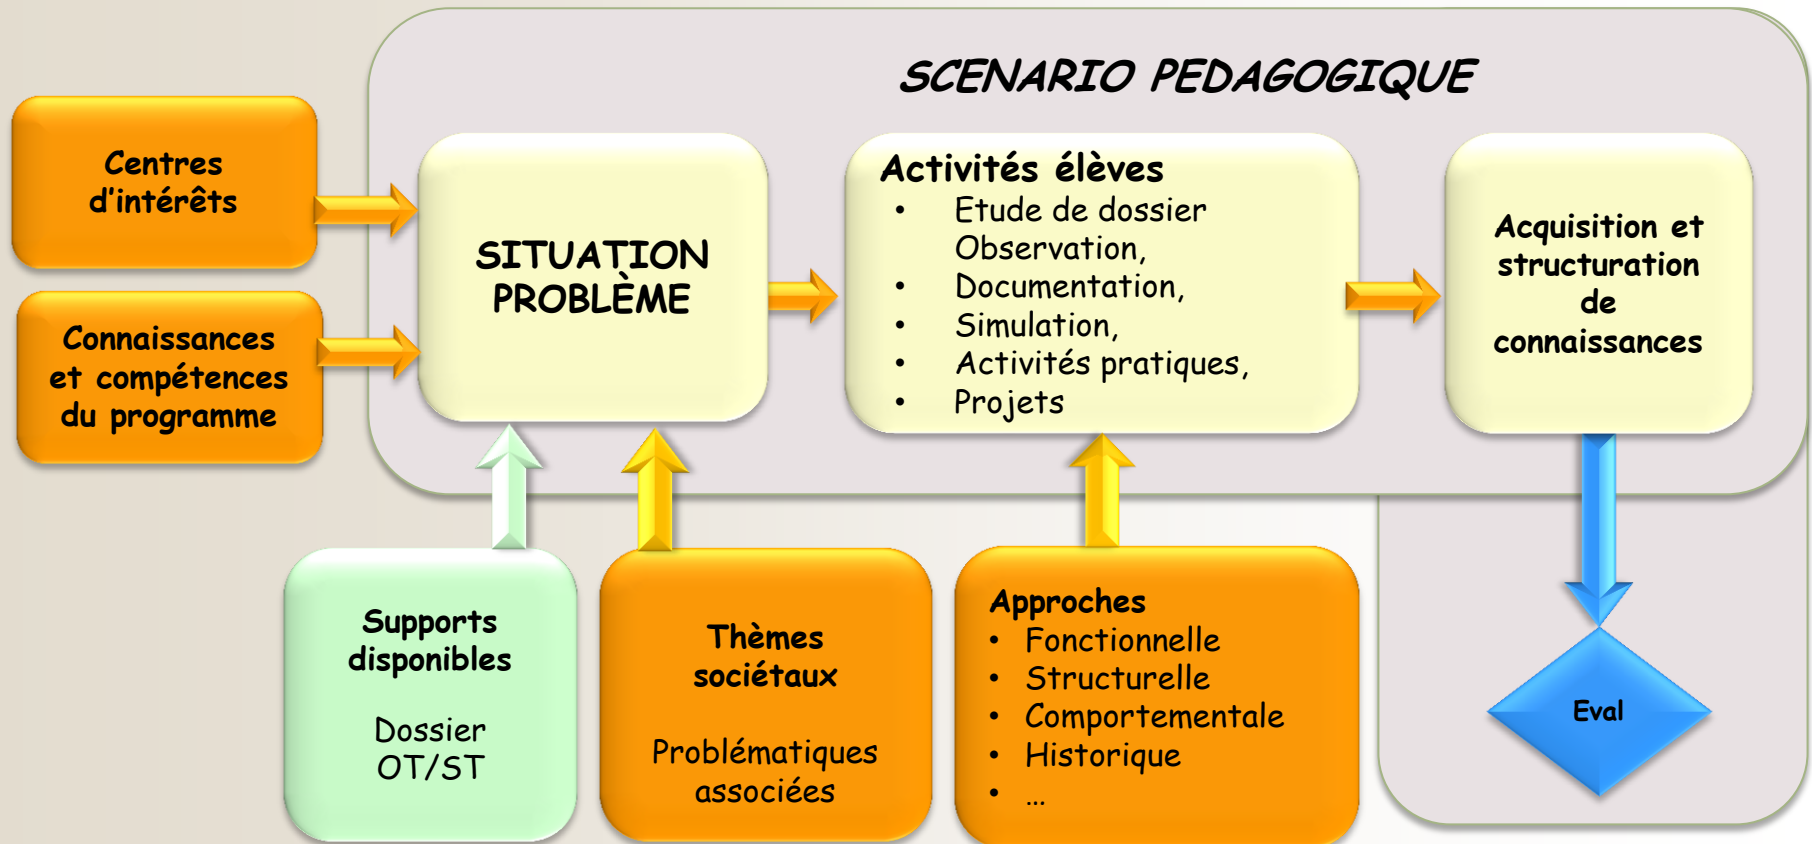 SCENARIO PEDAGOGIQUE
Centres
d'intérêts
Connaissances
et compétences
du programme
SITUATION
PROBLÈME
Activités élèves
• Etude de dossier
Observation,
• Documentation,
• Simulation,
• Activités pratiques,
• Projets
Acquisition et
structuration
de
connaissances
Supports
disponibles
Dossier
OT/ST
Thèmes
sociétaux
Problématiques
associées
Approches
• Fonctionnelle
• Structurelle
• Comportementale
• Historique
• …
Eval